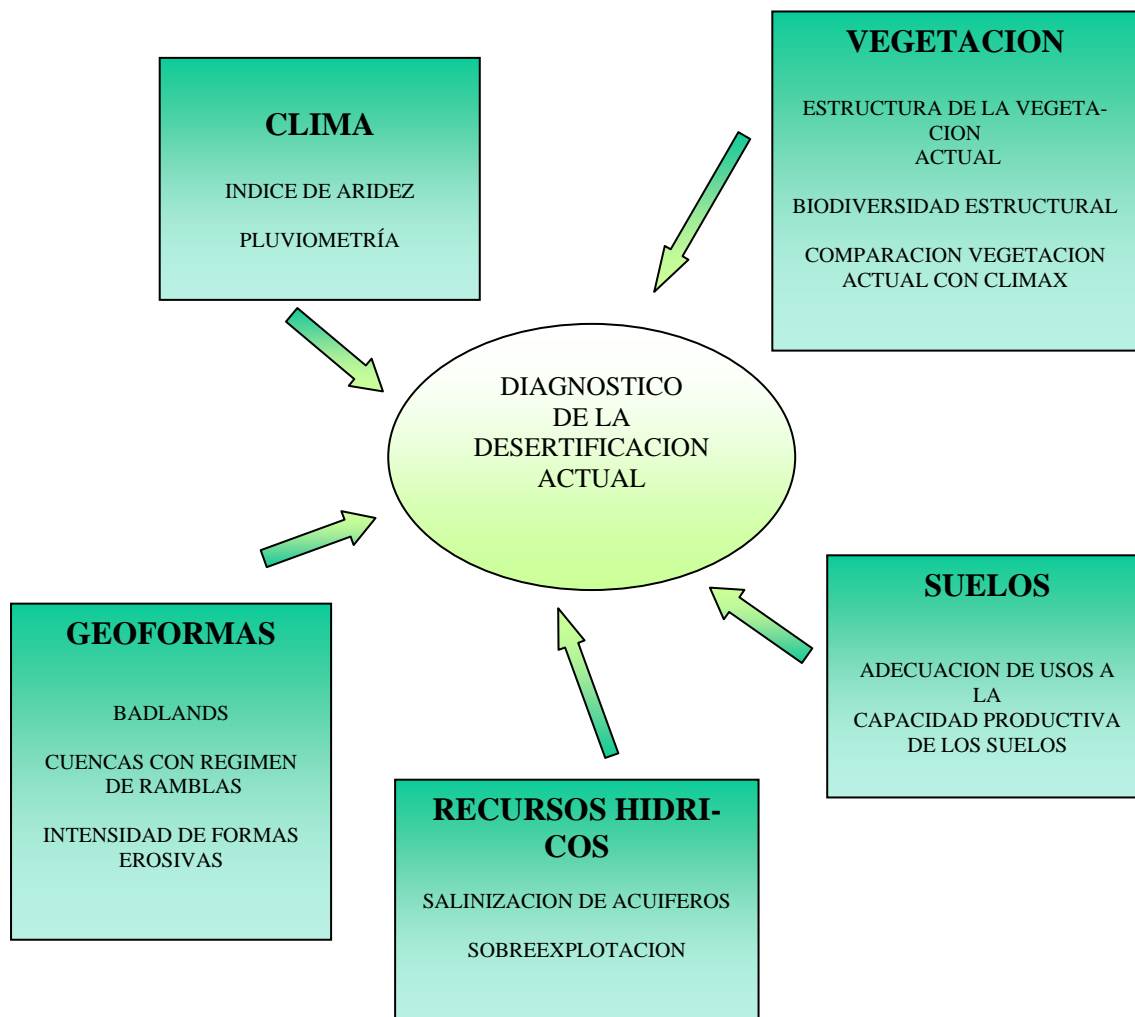 CLIMA
INDICE DE ARIDEZ
PLUVIOMETRÍA
VEGETACION
ESTRUCTURA DE LA VEGETA-
CION
ACTUAL
BIODIVERSIDAD ESTRUCTURAL
COMPARACION VEGETACION
ACTUAL CON CLIMAX
DIAGNOSTICO
DE LA
DESERTIFICACION
ACTUAL
GEOFORMAS
BADLANDS
CUENCAS CON REGIMEN
DE RAMBLAS
INTENSIDAD DE FORMAS
EROSIVAS
RECURSOS HIDRI-
COS
SALINIZACION DE ACUIFEROS
SOBREEXPLOTACION
SUELOS
ADECUACION DE USOS A
LA
CAPACIDAD PRODUCTIVA
DE LOS SUELOS